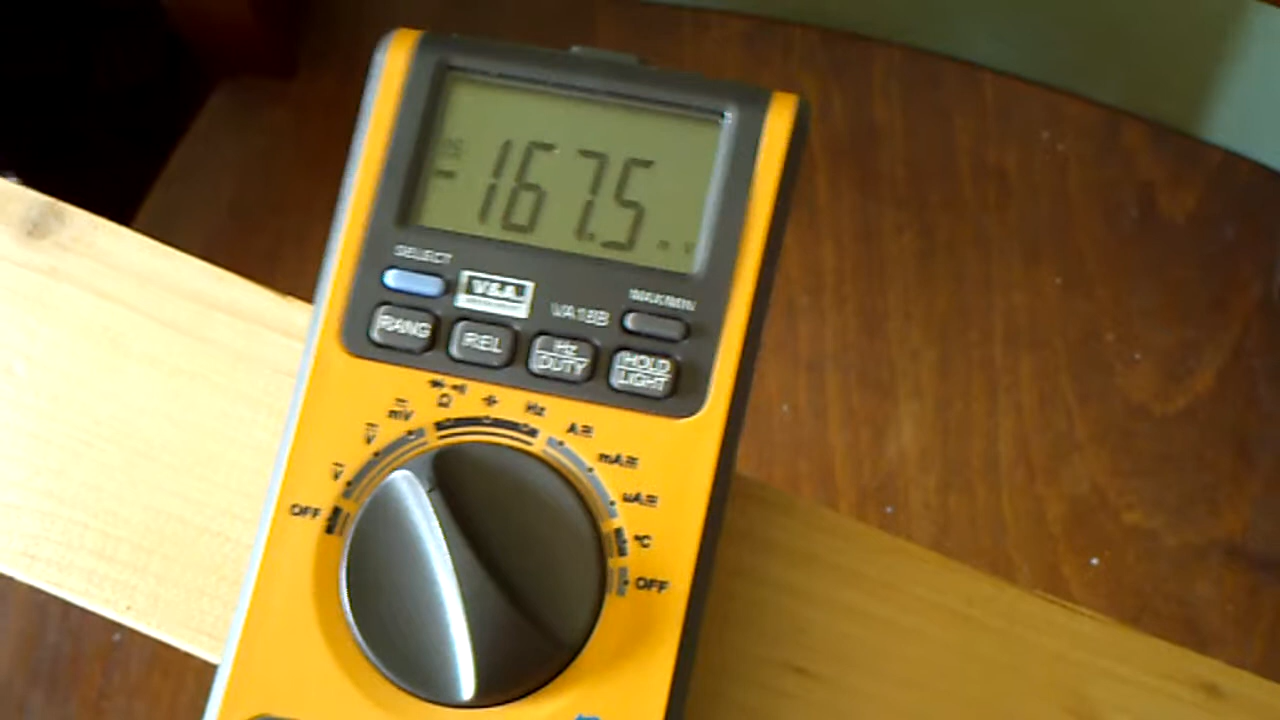 -167.5
SELECT
V&A
VA18B
MAX/MIN
RANG
REL
Hz
DUTY
HOLD
LIGHT
Ω
Hz
mV
A
mA
V
V
uA
OFF
°C
OFF